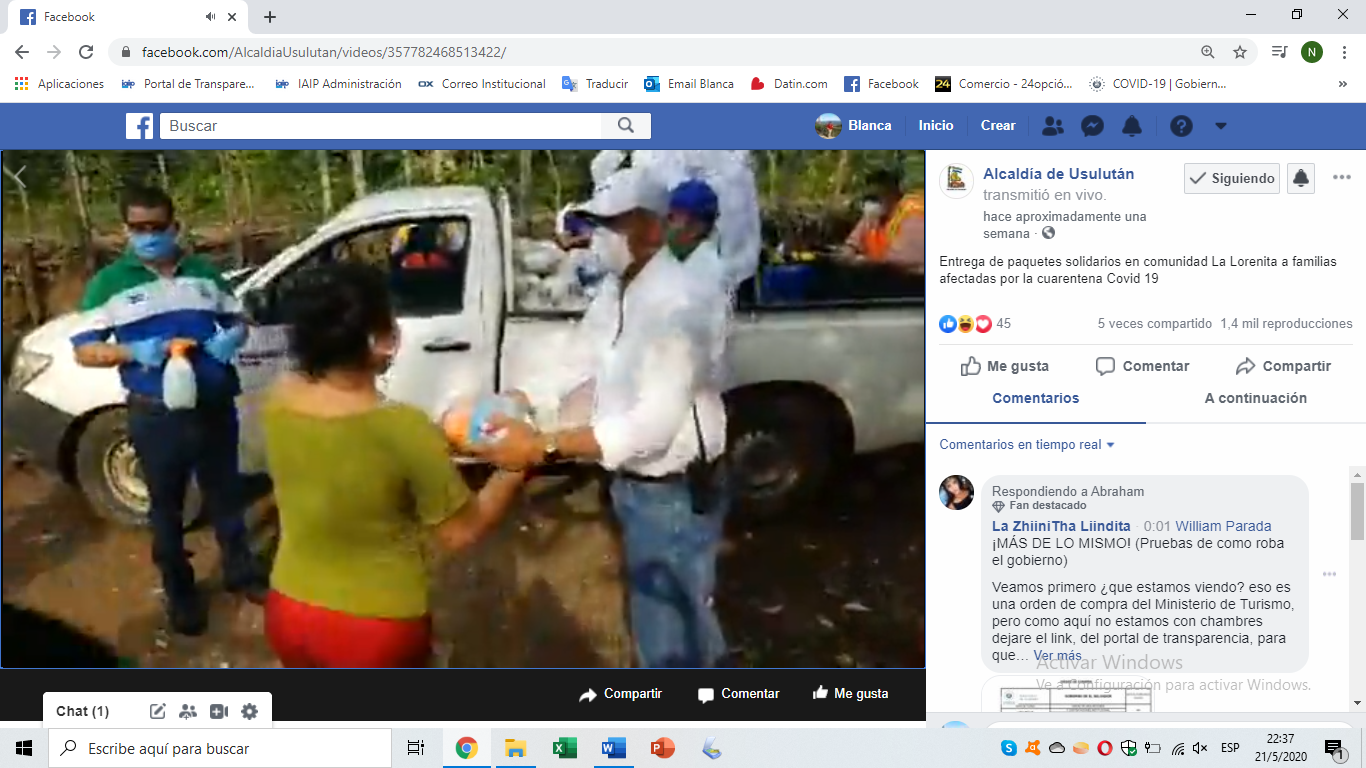 Facebook
facebook.com/AlcaldiaUsulutan/videos/357782468513422/
N
Aplicaciones
Portal de Transpare...
IAIP Administración
Correo Institucional
Traducir
Email Blanca
Datin.com
Facebook
24
Comercio - 24opció...
COVID-19 | Gobiern...
Buscar
Blanca
Inicio
Crear
Alcaldía de Usulután
transmitió en vivo.
hace aproximadamente una
semana ·
Siguiendo
Entrega de paquetes solidarios en comunidad La Lorenita a familias
afectadas por la cuarentena Covid 19
45
5 veces compartido 1,4 mil reproducciones
Me gusta
Comentar
Compartir
Comentarios
A continuación
Comentarios en tiempo real
Respondiendo a Abraham
Fan destacado
La ZhiiniTha Liindita · 0:01 William Parada
¡MÁS DE LO MISMO! (Pruebas de como roba
el gobierno)
Veamos primero ¿que estamos viendo? eso es
una orden de compra del Ministerio de Turismo,
pero como aquí no estamos con chambres
dejare el link, del portal de transparencia, para
que… Ver más
Activar Windows
Ve a Configuración para activar Windows.
Compartir
Comentar
Me gusta
Chat (1)
Escribe aquí para buscar
ESP
22:37
21/5/2020
1